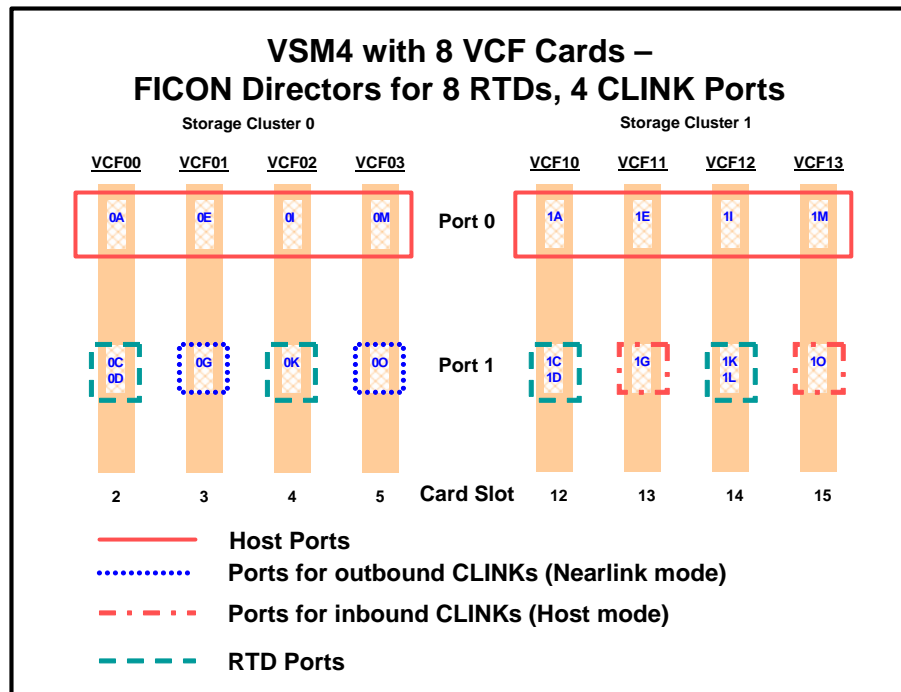 VSM4 with 8 VCF Cards –
FICON Directors for 8 RTDs, 4 CLINK Ports
Storage Cluster 0 Storage Cluster 1
VCF00 VCF01 VCF02 VCF03 VCF10 VCF11 VCF12 VCF13
0A 0E 0I 0M Port 0 1A 1E 1I 1M
0C 0G 0K 0O Port 1 1C 1G 1K 1O
0D 1D 1L
2 3 4 5 Card Slot 12 13 14 15
Host Ports
Ports for outbound CLINKs (Nearlink mode)
Ports for inbound CLINKs (Host mode)
RTD Ports